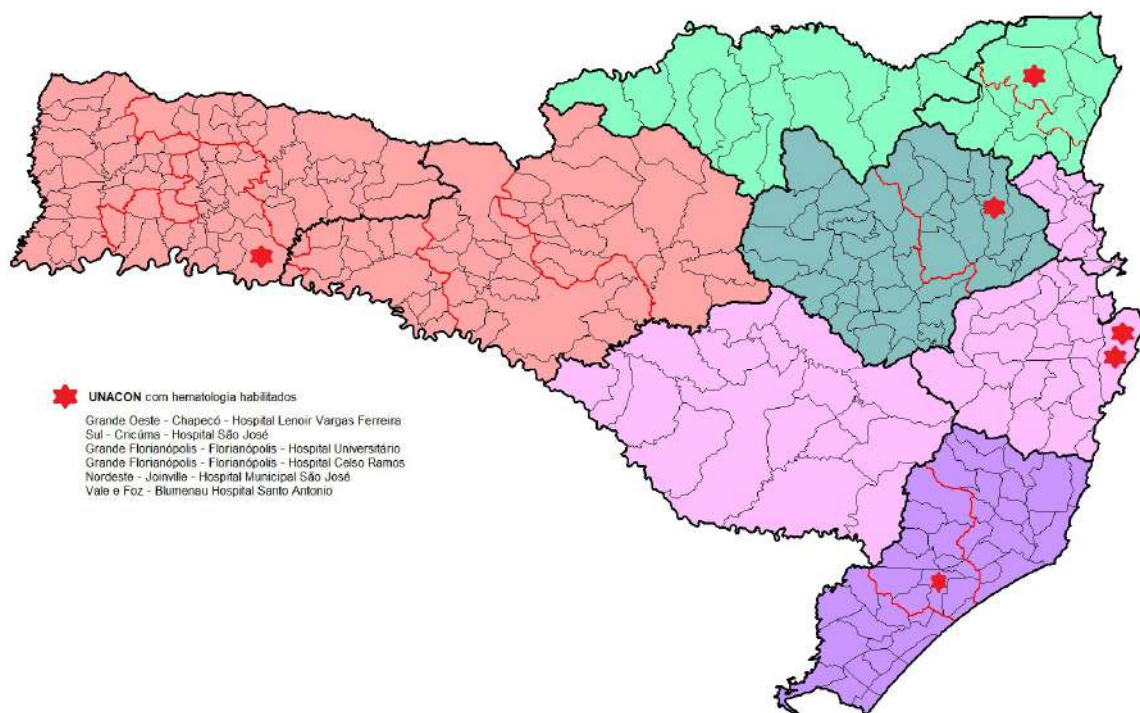 UNACON com hematologia habilitados
Grande Oeste - Chapecó - Hospital Lenoir Vargas Ferreira
Sul - Cricúma - Hospital São José
Grande Florianópolis - Florianópolis - Hospital Universitário
Grande Florianópolis - Florianópolis - Hospital Celso Ramos
Nordeste - Joinville - Hospital Municipal São José
Vale e Foz - Blumenau Hospital Santo Antonio